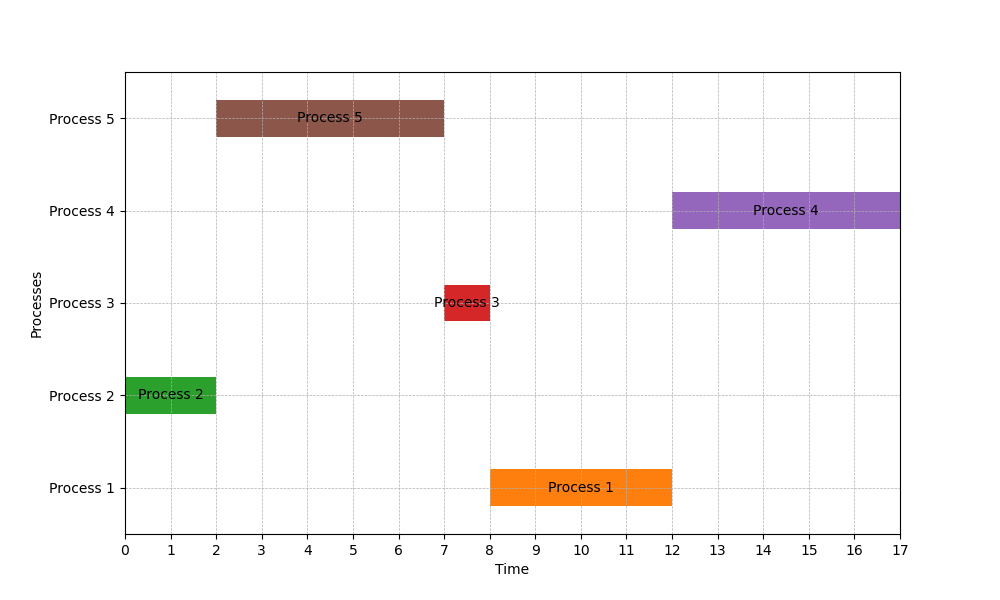 Process 5
Process 5
Process 4
Process 4
Process 3
Process 3
Process 2
Process 2
Process 1
Process 1
0 1 2 3 4 5 6 7 8 9 10 11 12 13 14 15 16 17
Time
Processes